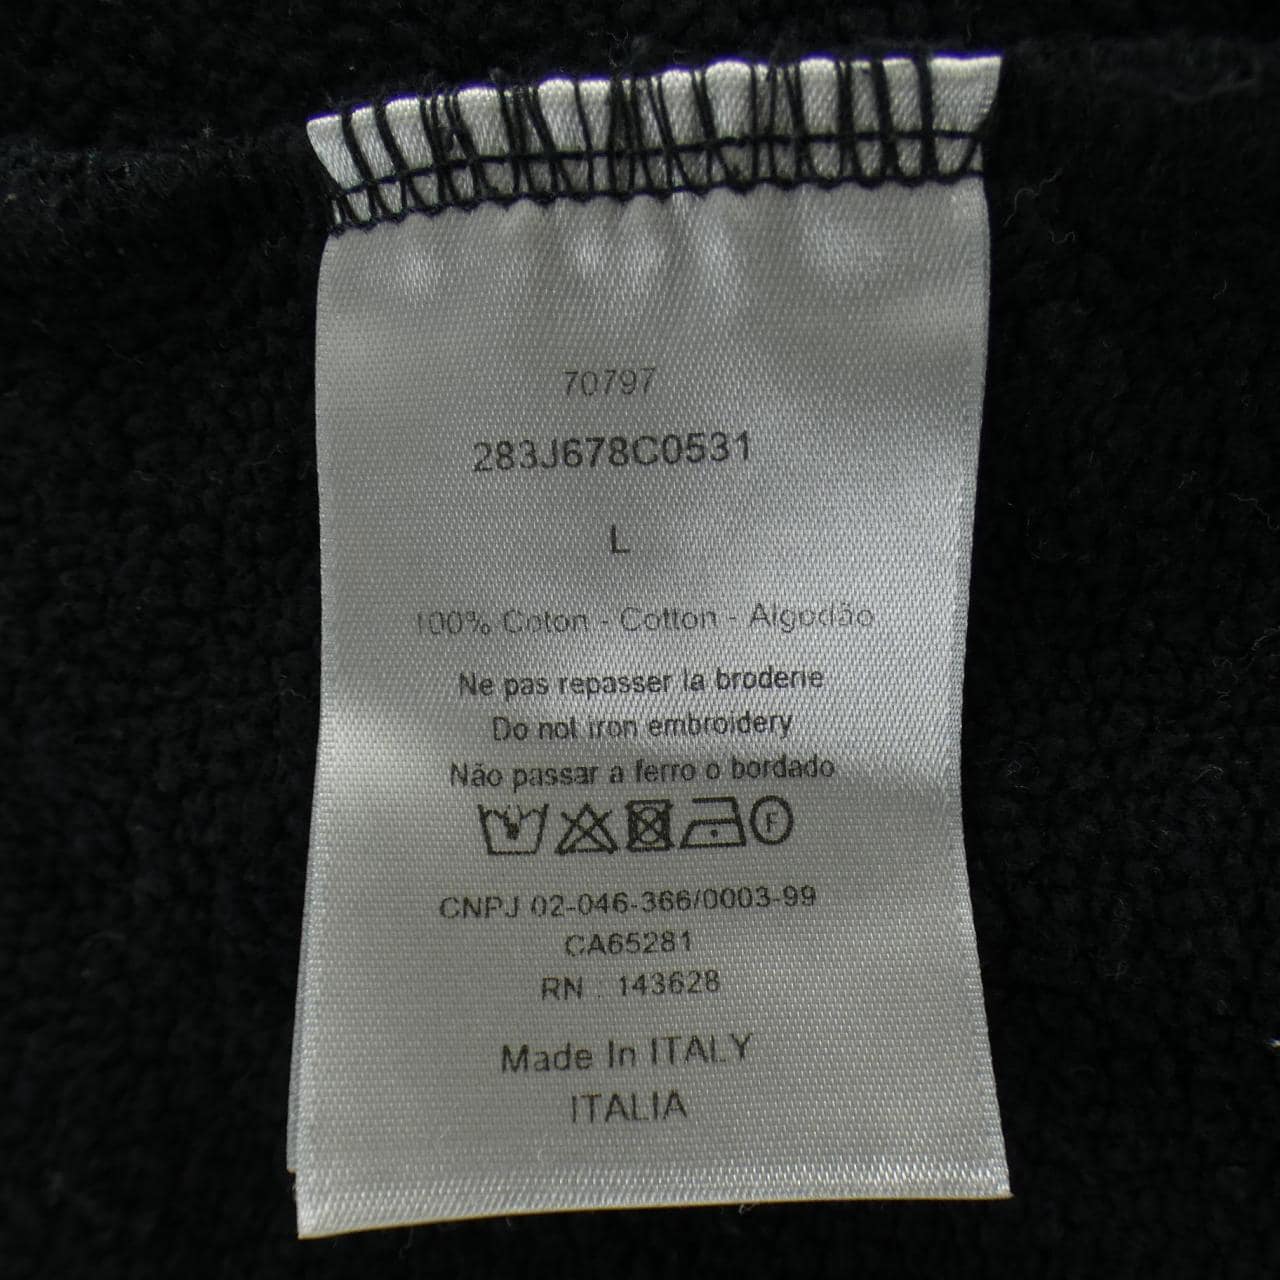 70797
283J678C0531
L
100% Coton - Cotton - Algodão
Ne pas repasser la broderie
Do not iron embroidery
Não passar a ferro o bordado
F
CNPJ 02-046-366/0003-99
CA65281
RN : 143628
Made In ITALY
ITALIA